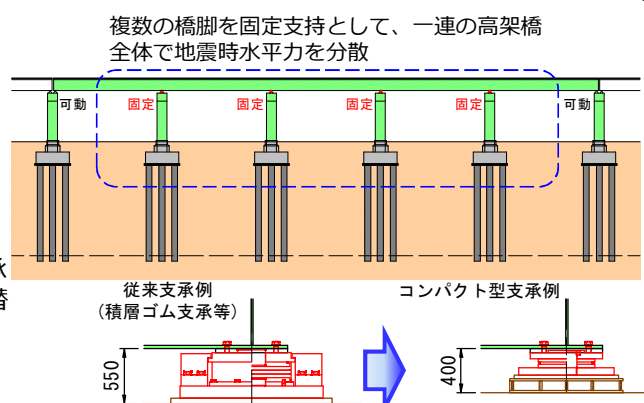 複数の橋脚を固定支持として、一連の高架橋
全体で地震時水平力を分散
可動
固定
固定
固定
固定
可動
替
従来支承例
(積層ゴム支承等)
コンパクト型支承例
550
400